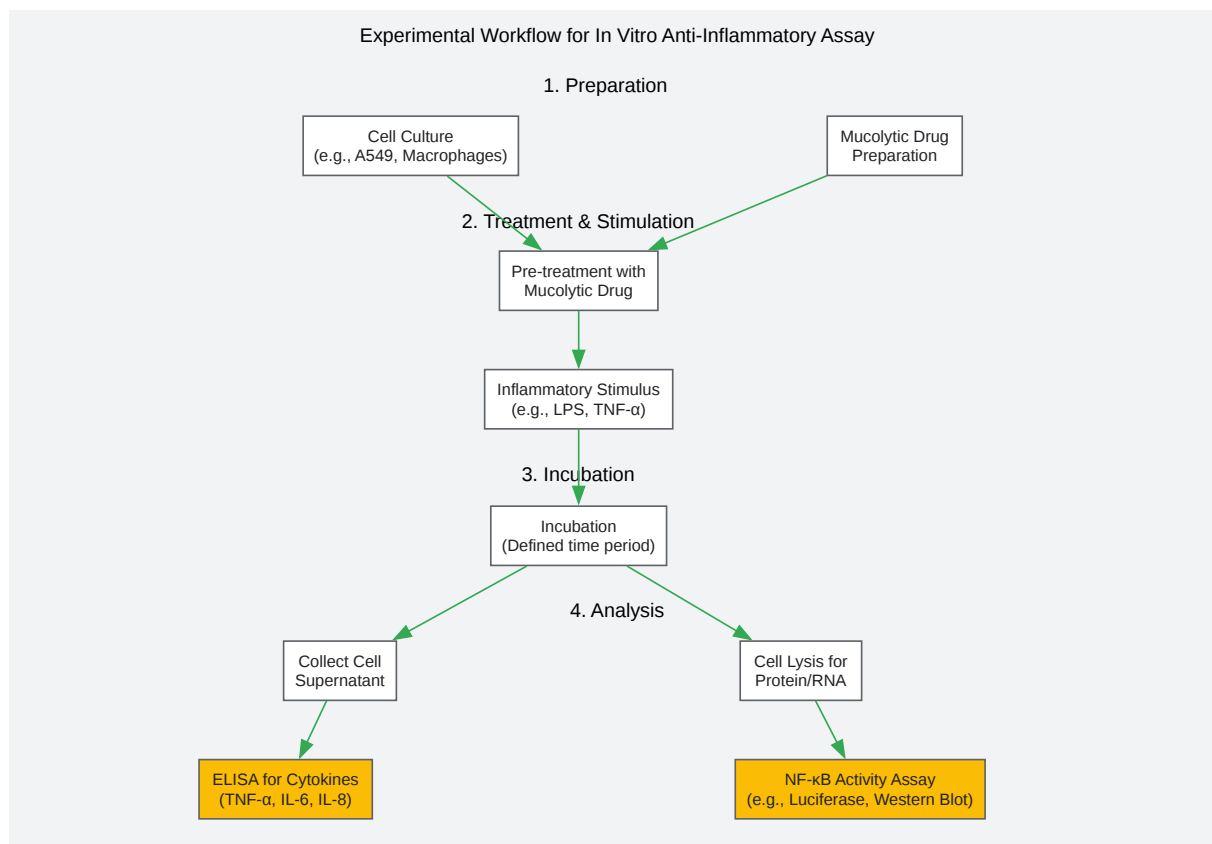 Experimental Workflow for In Vitro Anti-Inflammatory Assay
1. Preparation
Cell Culture
(e.g., A549, Macrophages)
Mucolytic Drug
Preparation
2. Treatment & Stimulation
Pre-treatment with
Mucolytic Drug
Inflammatory Stimulus
(e.g., LPS, TNF-α)
3. Incubation
Incubation
(Defined time period)
4. Analysis
Collect Cell
Supernatant
Cell Lysis for
Protein/RNA
ELISA for Cytokines
(TNF-α, IL-6, IL-8)
NF-κB Activity Assay
(e.g., Luciferase, Western Blot)